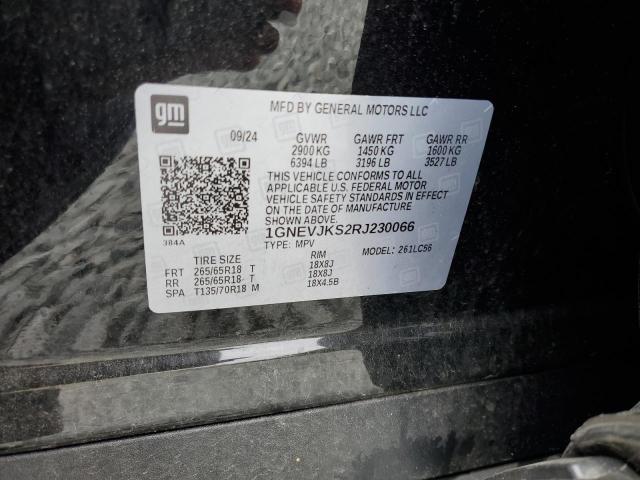 gm
MFD BY GENERAL MOTORS LLC
09/24 GVWR GAWR FRT GAWR RR
2900 KG 1450 KG 1600 KG
6394 LB 3196 LB 3527 LB
THIS VEHICLE CONFORMS TO ALL
APPLICABLE U.S. FEDERAL MOTOR
VEHICLE SAFETY STANDARDS IN EFFECT
ON THE DATE OF MANUFACTURE
SHOWN ABOVE.
384A
1GNEVJKS2RJ230066
TYPE: MPV MODEL: 261LC56
TIRE SIZE RIM
FRT 265/65R18 T 18X8J
RR 265/65R18 T 18X8J
SPA T135/70R18 M 18X4.5B